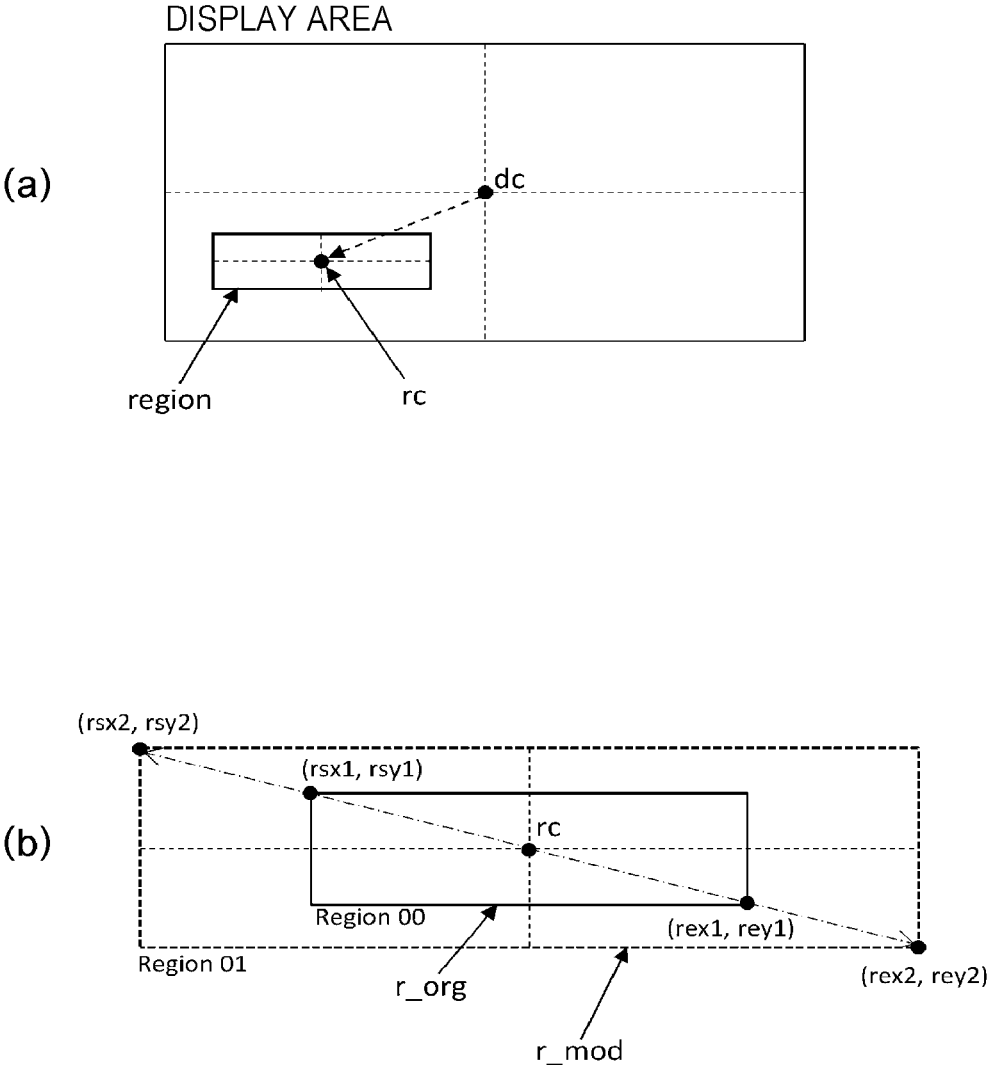 DISPLAY AREA
(a)
dc
region
rc
(rsx2, rsy2)
(rsx1, rsy1)
rc
(b)
Region 00
(rex1, rey1)
Region 01
(rex2, rey2)
r_org
r_mod